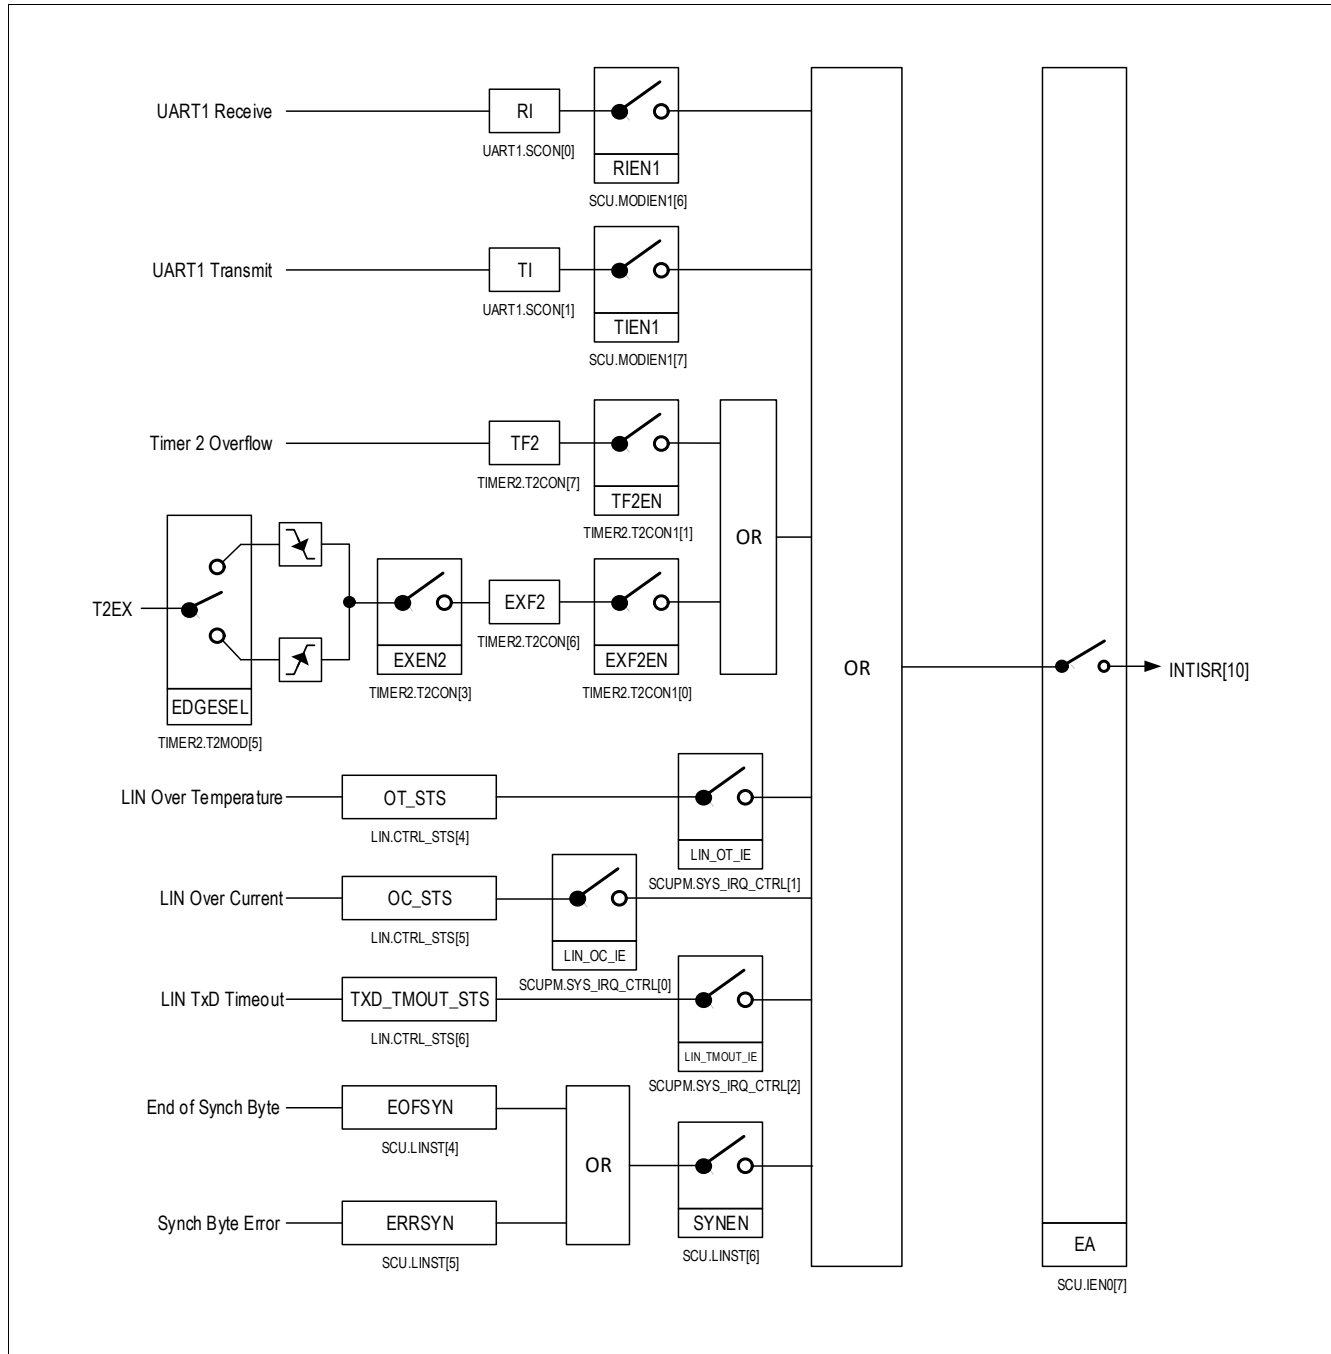 UART1 Receive
RI
UART1.SCON[0]
RIEN1
SCU.MODIEN1[6]
UART1 Transmit
TI
UART1.SCON[1]
TIEN1
SCU.MODIEN1[7]
Timer 2 Overflow
TF2
TIMER2.T2CON[7]
TF2EN
TIMER2.T2CON1[1]
OR
T2EX
EDGESEL
TIMER2.T2MOD[5]
EXEN2
TIMER2.T2CON[3]
EXF2
TIMER2.T2CON[6]
EXF2EN
TIMER2.T2CON1[0]
OR
INTISR[10]
LIN Over Temperature
OT_STS
LIN.CTRL_STS[4]
LIN_OT_IE
SCUPM.SYS_IRQ_CTRL[1]
LIN Over Current
OC_STS
LIN.CTRL_STS[5]
LIN_OC_IE
SCUPM.SYS_IRQ_CTRL[0]
LIN TxD Timeout
TXD_TMOUT_STS
LIN.CTRL_STS[6]
LIN_TMOUT_IE
SCUPM.SYS_IRQ_CTRL[2]
End of Synch Byte
EOFSYN
SCU.LINST[4]
OR
Synch Byte Error
ERRSYN
SCU.LINST[5]
SYNEN
SCU.LINST[6]
EA
SCU.IEN0[7]